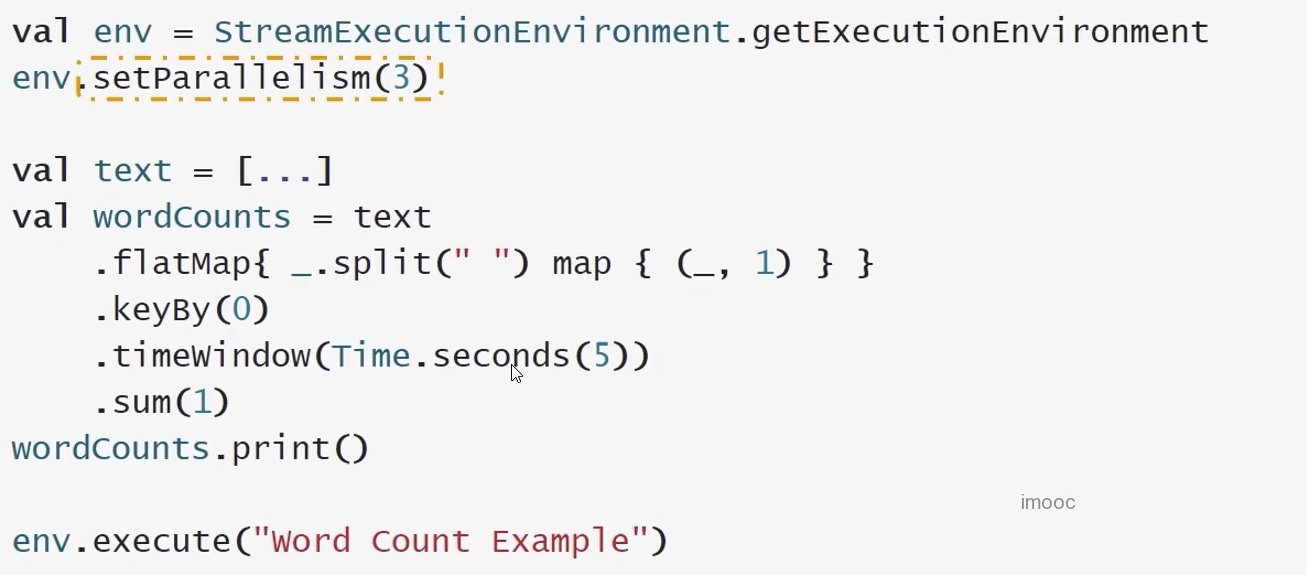 val env = StreamExecutionEnvironment.getExecutionEnvironment
env.setParallelism(3)
val text = [...]
val wordCounts = text
.flatMap{ _.split(" ") map { (_, 1) } }
.keyBy(0)
.timeWindow(Time.seconds(5))
.sum(1)
wordCounts.print()
imooc
env.execute("Word Count Example")